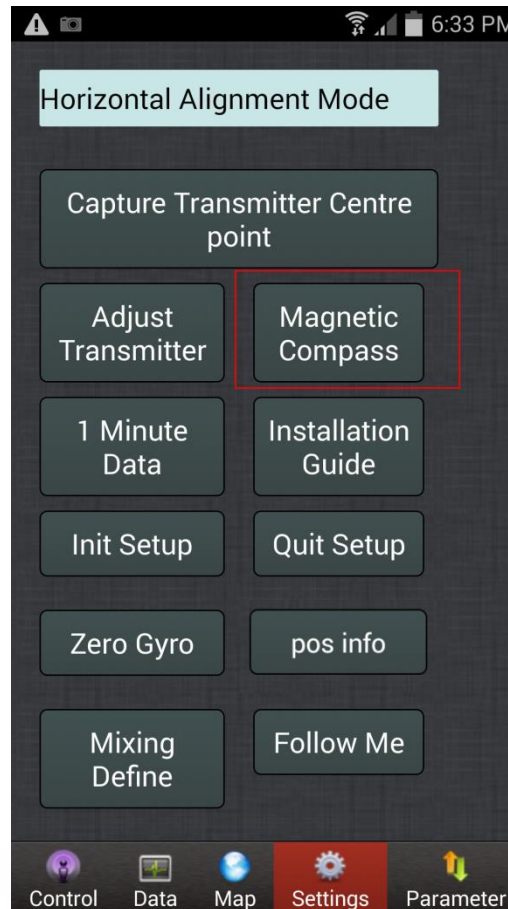 6:33 PM
Horizontal Alignment Mode
Capture Transmitter Centre
point
Adjust
Transmitter
Magnetic
Compass
1 Minute
Data
Installation
Guide
Init Setup
Quit Setup
Zero Gyro
pos info
Mixing
Define
Follow Me
Control
Data
Map
Settings
Parameter